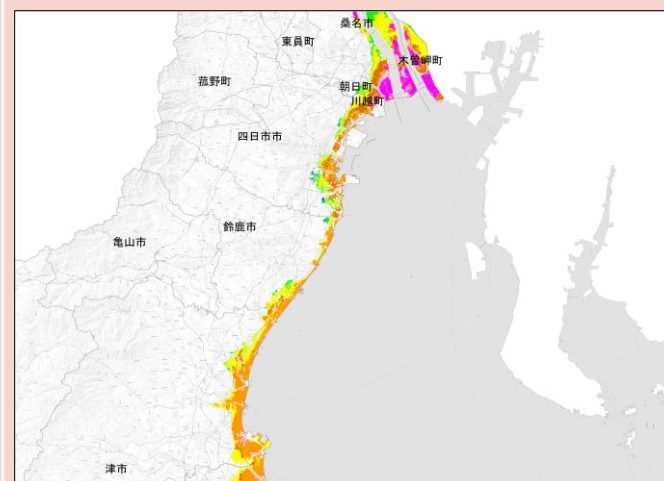 桑名市
東員町
木曽岬町
菰野町
朝日町
川越町
四日市市
鈴鹿市
亀山市
津市